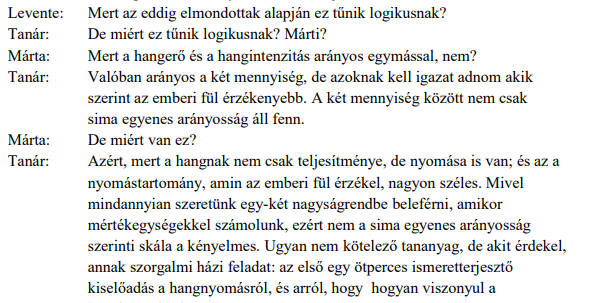 Levente: Mert az eddig elmondottak alapján ez tűnik logikusnak?
Tanár: De miért ez tűnik logikusnak? Márti?
Márta: Mert a hangerő és a hangintenzitás arányos egymással, nem?
Tanár: Valóban arányos a két mennyiség, de azoknak kell igazat adnom akik
szerint az emberi fül érzékenyebb. A két mennyiség között nem csak
sima egyenes arányosság áll fenn.
Márta: De miért van ez?
Tanár: Azért, mert a hangnak nem csak teljesítménye, de nyomása is van; és az a
nyomástartomány, amin az emberi fül érzékel, nagyon széles. Mivel
mindannyian szeretünk egy-két nagyságrendbe beleférni, amikor
mértékegységekkel számolunk, ezért nem a sima egyenes arányosság
szerinti skála a kényelmes. Ugyan nem kötelező tananyag, de akit érdekel,
annak szorgalmi házi feladat: az első egy ötperces ismeretterjesztő
kiselőadás a hangnyomásról, és arról, hogy hogyan viszonyul a